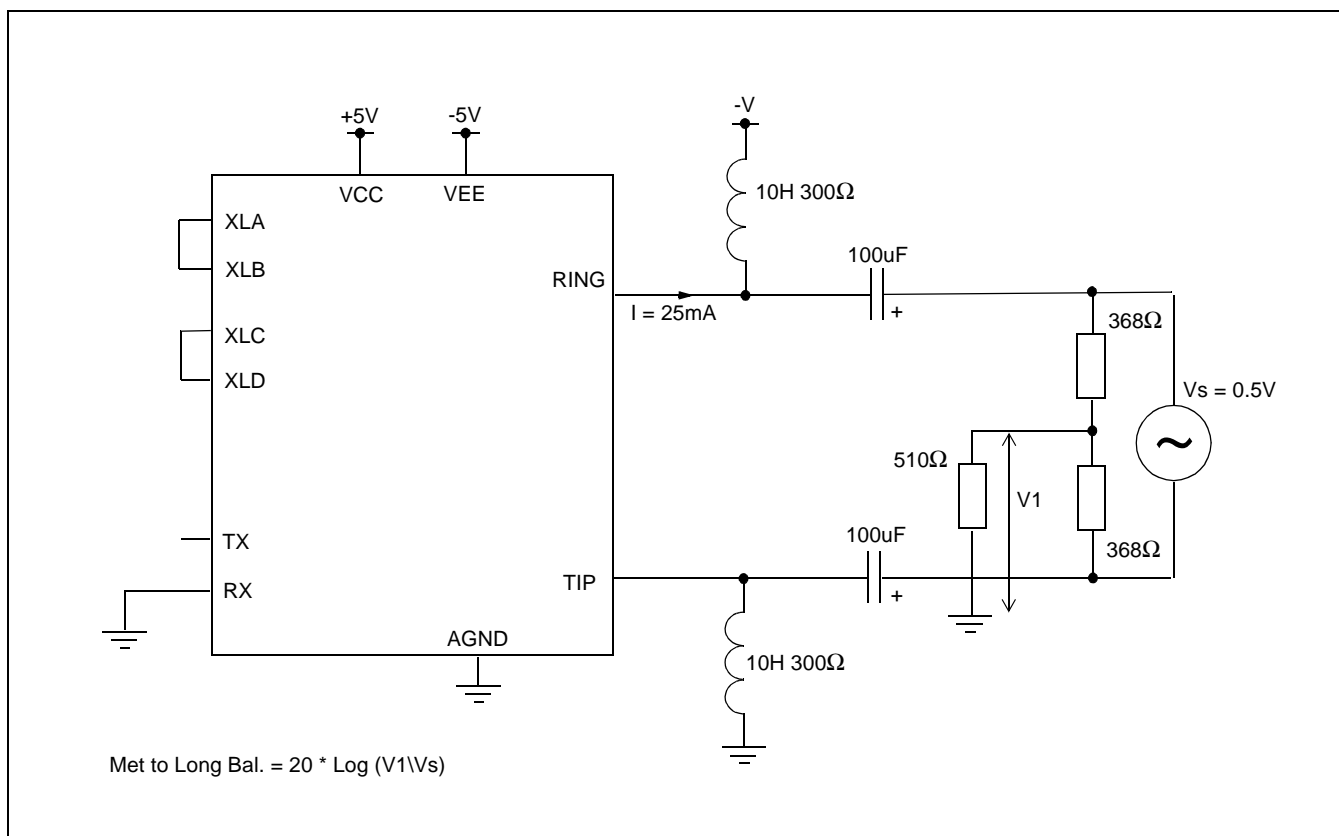 +5V
-5V
-V
VCC
VEE
XLA
XLB
XLC
XLD
TX
RX
AGND
RING
TIP
I = 25mA
10H 300Ω
100uF
+
368Ω
Vs = 0.5V
~
510Ω
V1
368Ω
100uF
+
10H 300Ω
Met to Long Bal. = 20 * Log (V1\Vs)